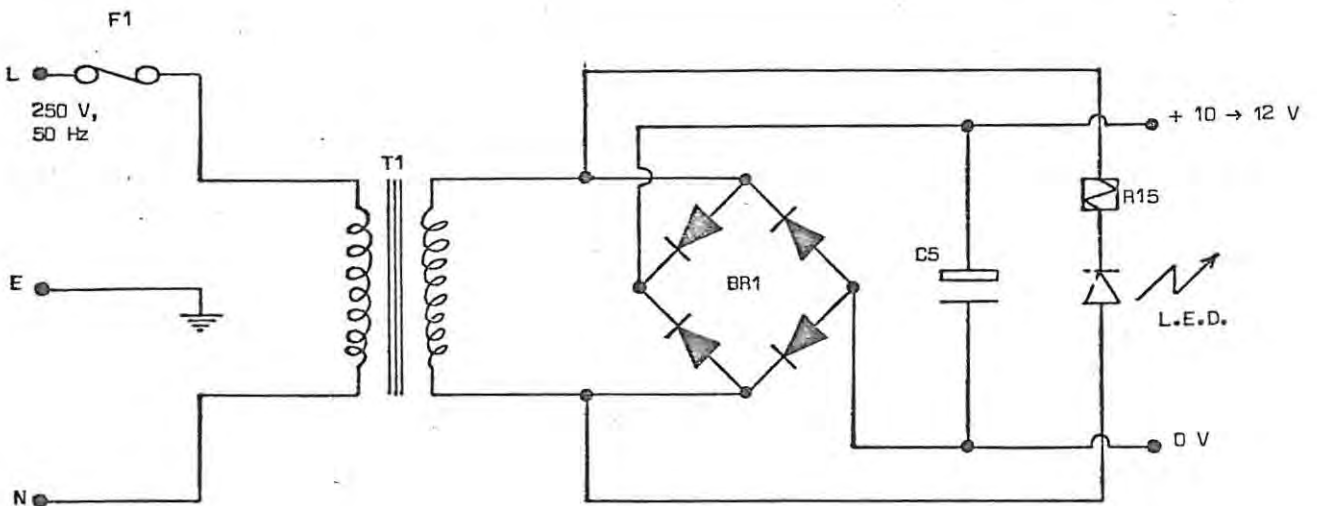 F1
L
250 V,
50 Hz
+ 10 → 12 V
T1
R15
E
C5
BR1
L.E.D.
0 V
N